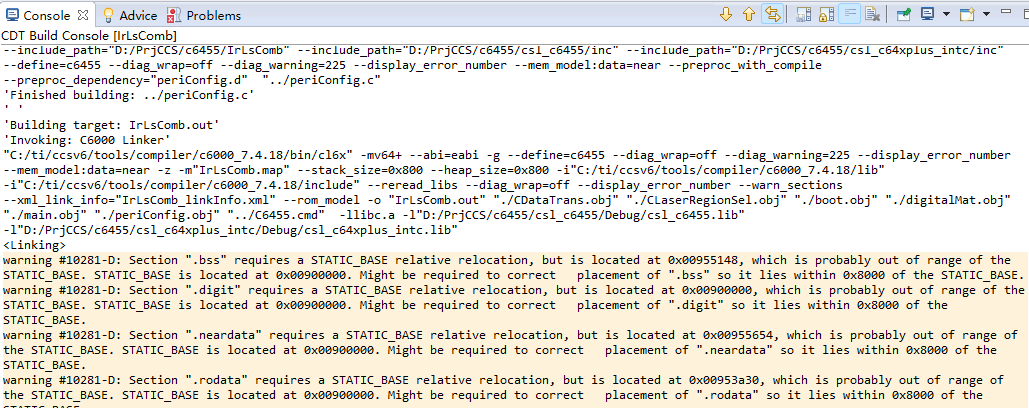 Console Advice Problems
CDT Build Console [IrLsComb]
--include_path="D:/PrjCCS/c6455/IrLsComb" --include_path="D:/PrjCCS/c6455/csl_c6455/inc" --include_path="D:/PrjCCS/c6455/csl_c64xplus_intc/inc"
--define=c6455 --diag_wrap=off --diag_warning=225 --display_error_number --mem_model:data=near --preproc_with_compile
--preproc_dependency="periConfig.d"  "../periConfig.c"
'Finished building: ../periConfig.c'
' '
'Building target: IrLsComb.out'
'Invoking: C6000 Linker'
"C:/ti/ccsv6/tools/compiler/c6000_7.4.18/bin/cl6x" -mv64+ --abi=eabi -g --define=c6455 --diag_wrap=off --diag_warning=225 --display_error_number
--mem_model:data=near -z -m"IrLsComb.map" --stack_size=0x800 --heap_size=0x800 -i"C:/ti/ccsv6/tools/compiler/c6000_7.4.18/lib"
-i"C:/ti/ccsv6/tools/compiler/c6000_7.4.18/include" --reread_libs --diag_wrap=off --display_error_number --warn_sections
--xml_link_info="IrLsComb_linkInfo.xml" --rom_model -o "IrLsComb.out" "./CDataTrans.obj" "./CLaserRegionSel.obj" "./boot.obj" "./digitalMat.obj"
"./main.obj" "./periConfig.obj" "../C6455.cmd"  -llibc.a -l"D:/PrjCCS/c6455/csl_c6455/Debug/csl_c6455.lib"
-l"D:/PrjCCS/c6455/csl_c64xplus_intc/Debug/csl_c64xplus_intc.lib"
<Linking>
warning #10281-D: Section ".bss" requires a STATIC_BASE relative relocation, but is located at 0x00955148, which is probably out of range of the
STATIC_BASE. STATIC_BASE is located at 0x00900000. Might be required to correct   placement of ".bss" so it lies within 0x8000 of the STATIC_BASE.
warning #10281-D: Section ".digit" requires a STATIC_BASE relative relocation, but is located at 0x00900000, which is probably out of range of the
STATIC_BASE. STATIC_BASE is located at 0x00900000. Might be required to correct   placement of ".digit" so it lies within 0x8000 of the
STATIC_BASE.
warning #10281-D: Section ".neardata" requires a STATIC_BASE relative relocation, but is located at 0x00955654, which is probably out of range of
the STATIC_BASE. STATIC_BASE is located at 0x00900000. Might be required to correct   placement of ".neardata" so it lies within 0x8000 of the
STATIC_BASE.
warning #10281-D: Section ".rodata" requires a STATIC_BASE relative relocation, but is located at 0x00953a30, which is probably out of range of
the STATIC_BASE. STATIC_BASE is located at 0x00900000. Might be required to correct   placement of ".rodata" so it lies within 0x8000 of the
STATIC_BASE.